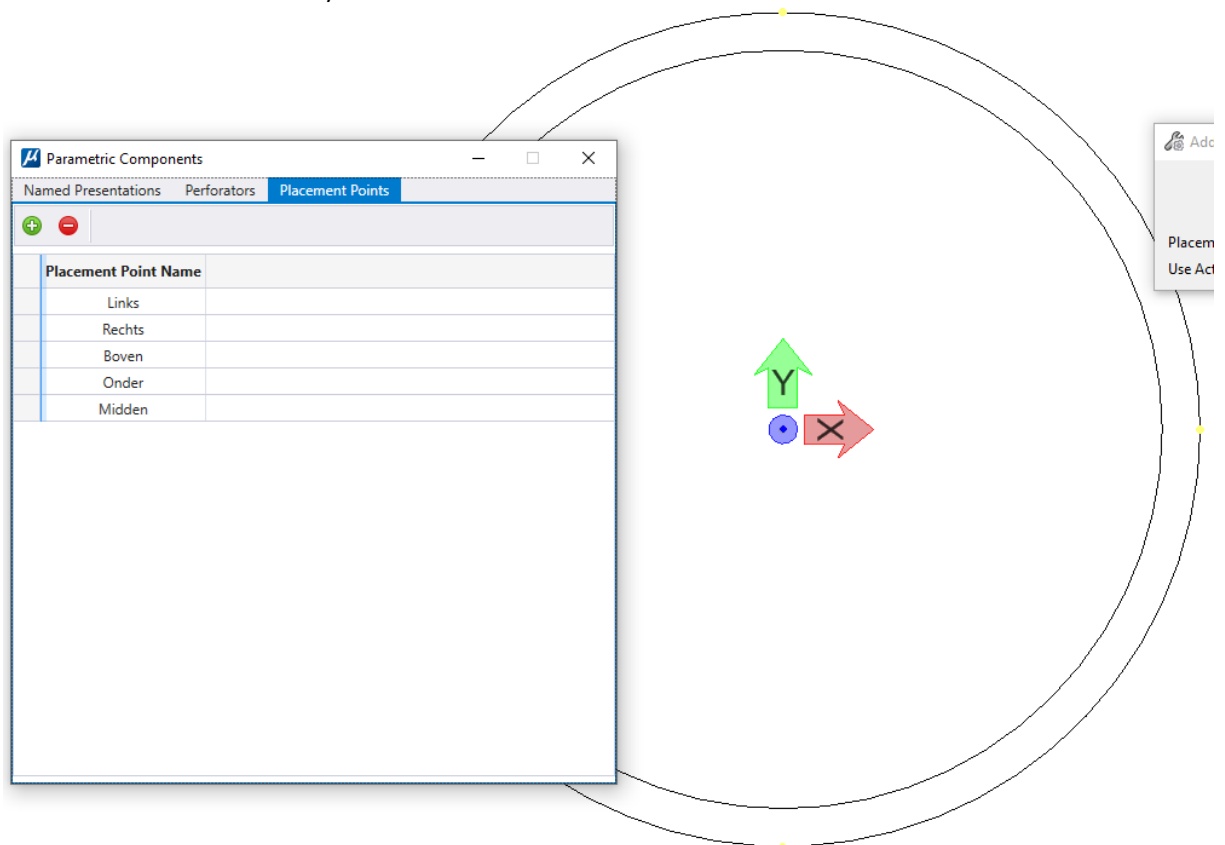 Parametric Components
Named Presentations Perforators Placement Points
Placement Point Name
Links
Rechts
Boven
Onder
Midden
Y
X